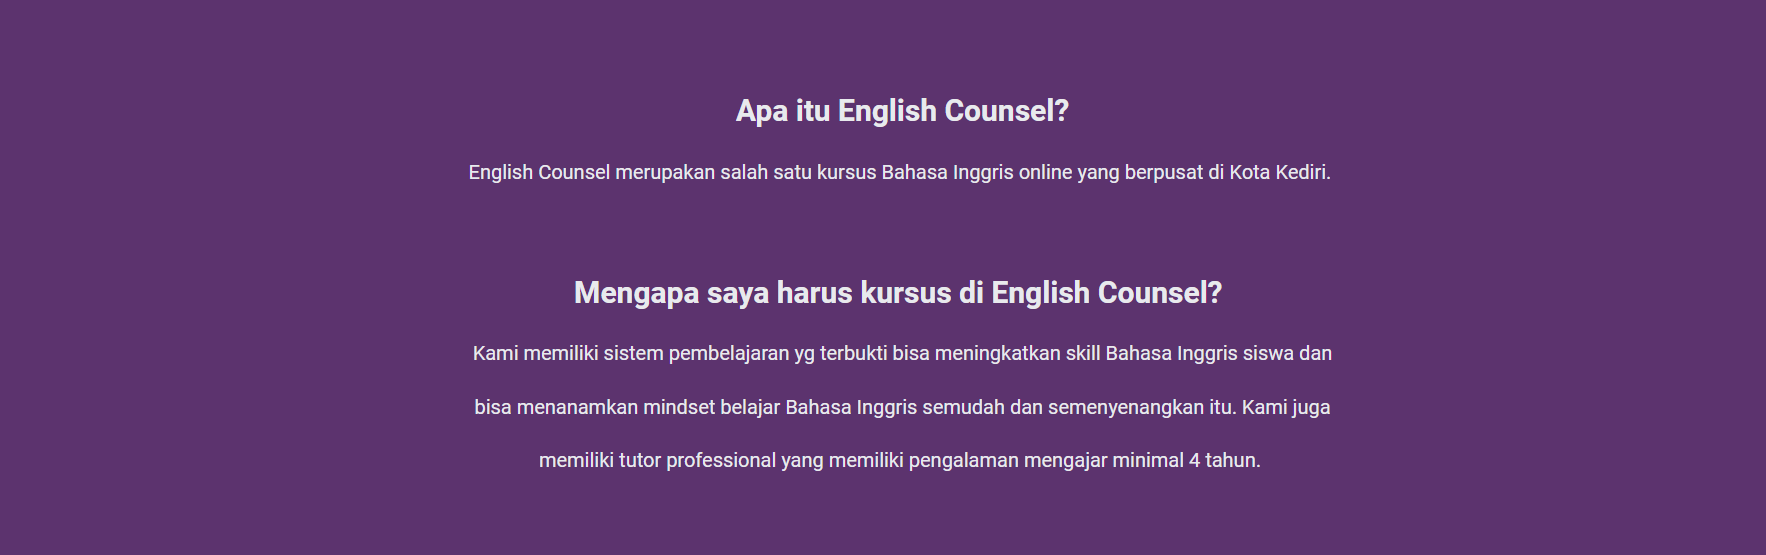 Apa itu English Counsel?
English Counsel merupakan salah satu kursus Bahasa Inggris online yang berpusat di Kota Kediri.
Mengapa saya harus kursus di English Counsel?
Kami memiliki sistem pembelajaran yg terbukti bisa meningkatkan skill Bahasa Inggris siswa dan
bisa menanamkan mindset belajar Bahasa Inggris semudah dan semenyenangkan itu. Kami juga
memiliki tutor professional yang memiliki pengalaman mengajar minimal 4 tahun.